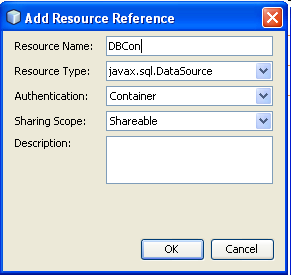 Add Resource Reference
Resource Name: DBCon
Resource Type: javax.sql.DataSource
Authentication: Container
Sharing Scope: Shareable
Description:
OK Cancel